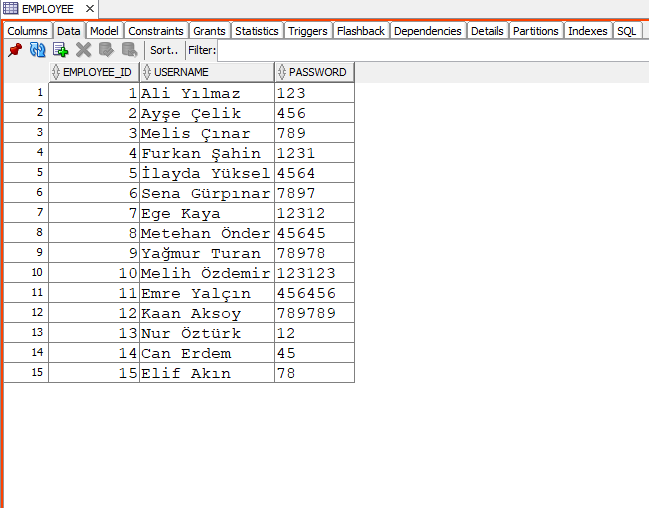 EMPLOYEE
Columns Data Model Constraints Grants Statistics Triggers Flashback Dependencies Details Partitions Indexes SQL
Sort.. Filter:
EMPLOYEE_ID USERNAME PASSWORD
1 1 Ali Yılmaz 123
2 2 Ayşe Çelik 456
3 3 Melis Çınar 789
4 4 Furkan Şahin 1231
5 5 İlayda Yüksel 4564
6 6 Sena Gürpınar 7897
7 7 Ege Kaya 12312
8 8 Metehan Önder 45645
9 9 Yağmur Turan 78978
10 10 Melih Özdemir 123123
11 11 Emre Yalçın 456456
12 12 Kaan Aksoy 789789
13 13 Nur Öztürk 12
14 14 Can Erdem 45
15 15 Elif Akın 78